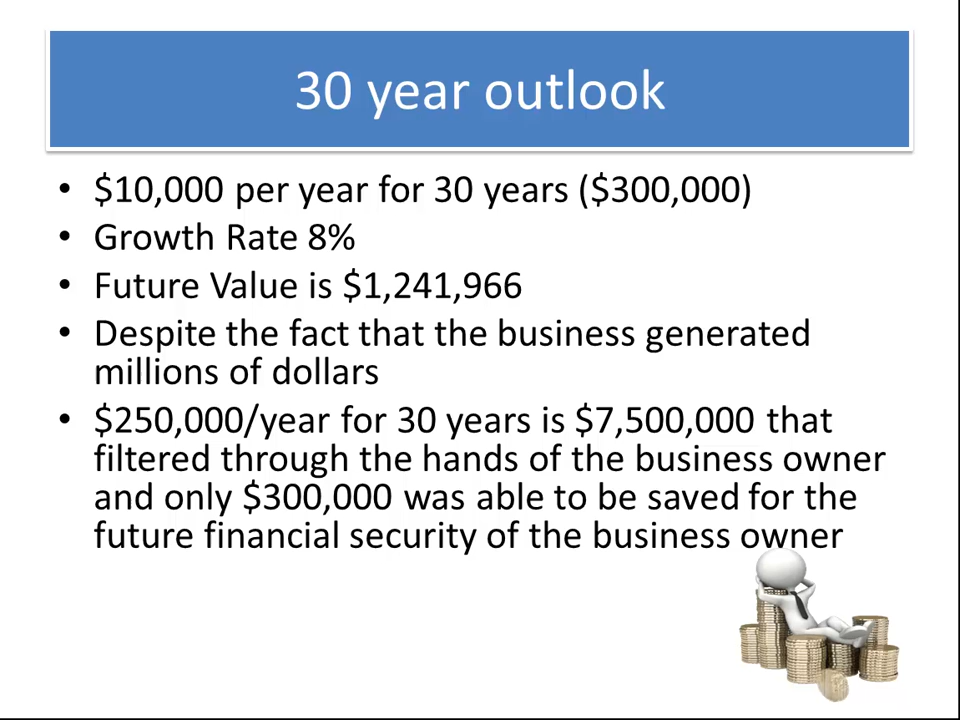 30 year outlook
• $10,000 per year for 30 years ($300,000)
• Growth Rate 8%
• Future Value is $1,241,966
• Despite the fact that the business generated
millions of dollars
• $250,000/year for 30 years is $7,500,000 that
filtered through the hands of the business owner
and only $300,000 was able to be saved for the
future financial security of the business owner